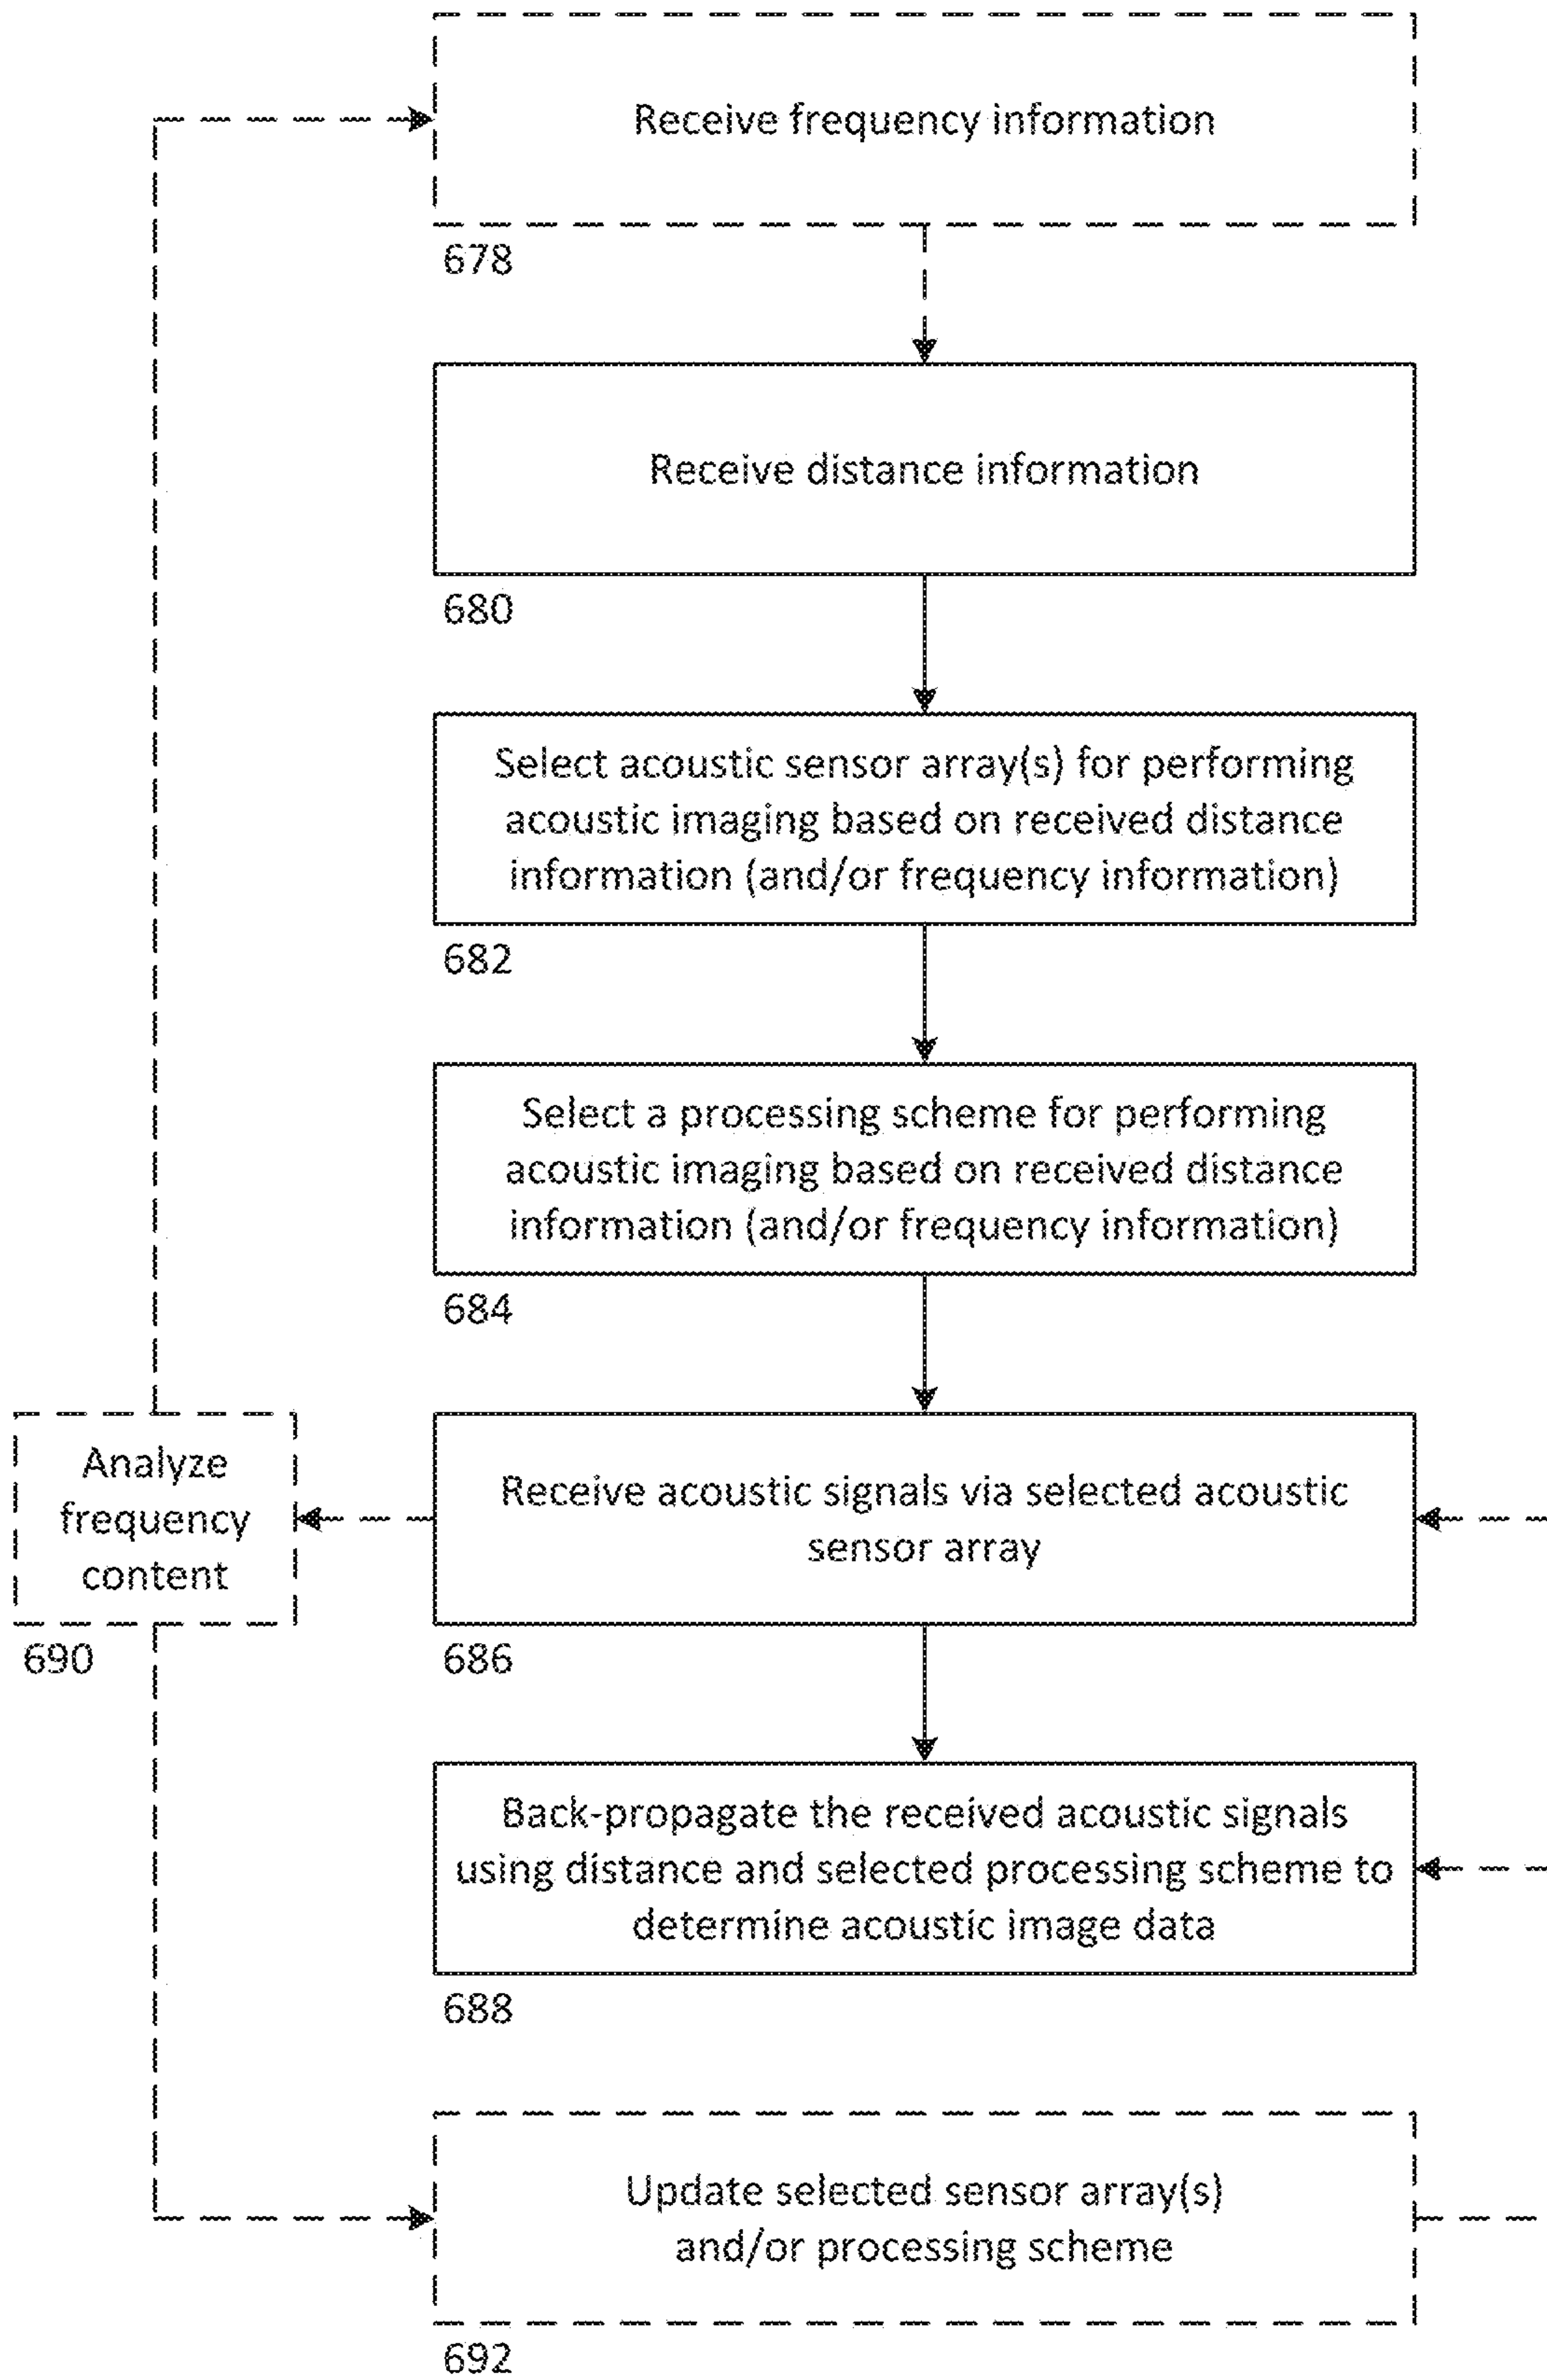 Receive frequency information
678
Receive distance information
680
Select acoustic sensor array(s) for performing
acoustic imaging based on received distance
information (and/or frequency information)
682
Select a processing scheme for performing
acoustic imaging based on received distance
information (and/or frequency information)
684
Analyze
frequency
content
690
Receive acoustic signals via selected acoustic
sensor array
686
Back-propagate the received acoustic signals
using distance and selected processing scheme to
determine acoustic image data
688
Update selected sensor array(s)
and/or processing scheme
692